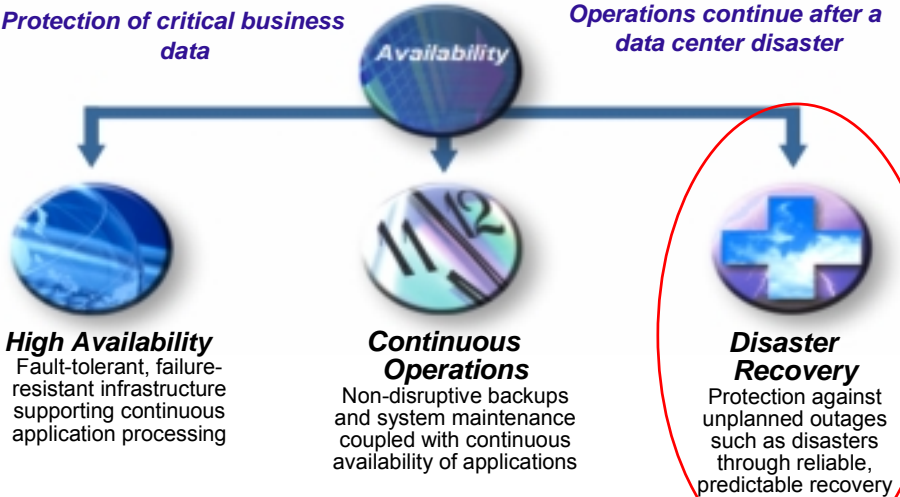 Protection of critical business
data
Operations continue after a
data center disaster
Availability
11 12
High Availability
Fault-tolerant, failure-
resistant infrastructure
supporting continuous
application processing
Continuous
Operations
Non-disruptive backups
and system maintenance
coupled with continuous
availability of applications
Disaster
Recovery
Protection against
unplanned outages
such as disasters
through reliable,
predictable recovery